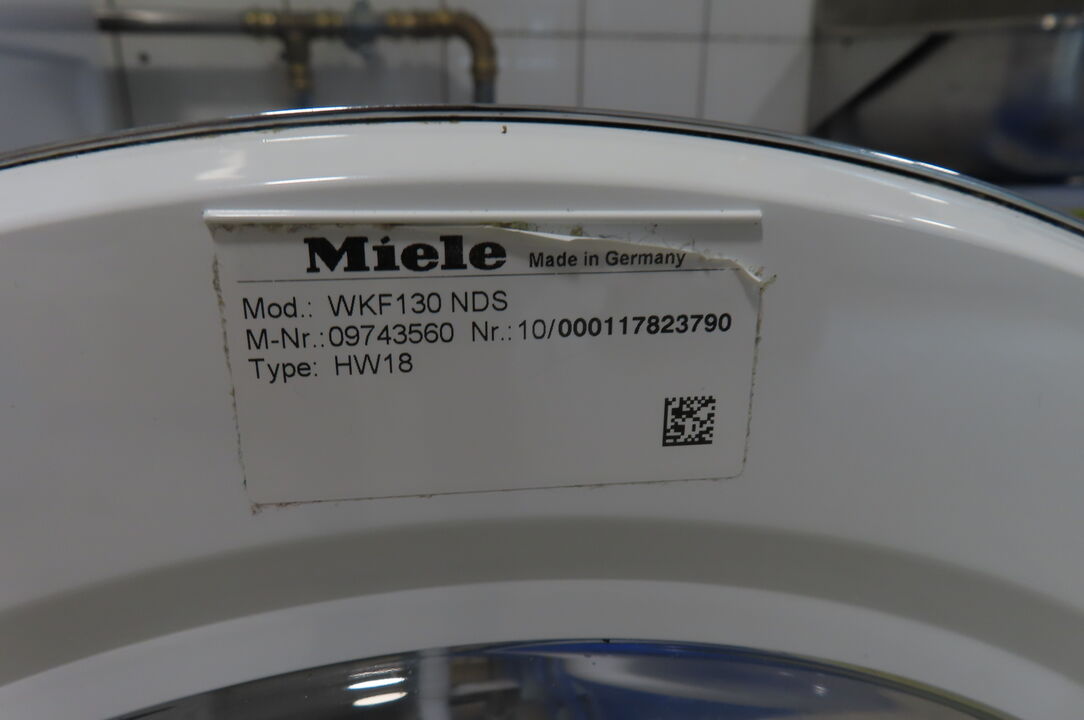 Miele Made in Germany
Mod.: WKF130 NDS
M-Nr.: 09743560 Nr.: 10/000117823790
Type: HW18